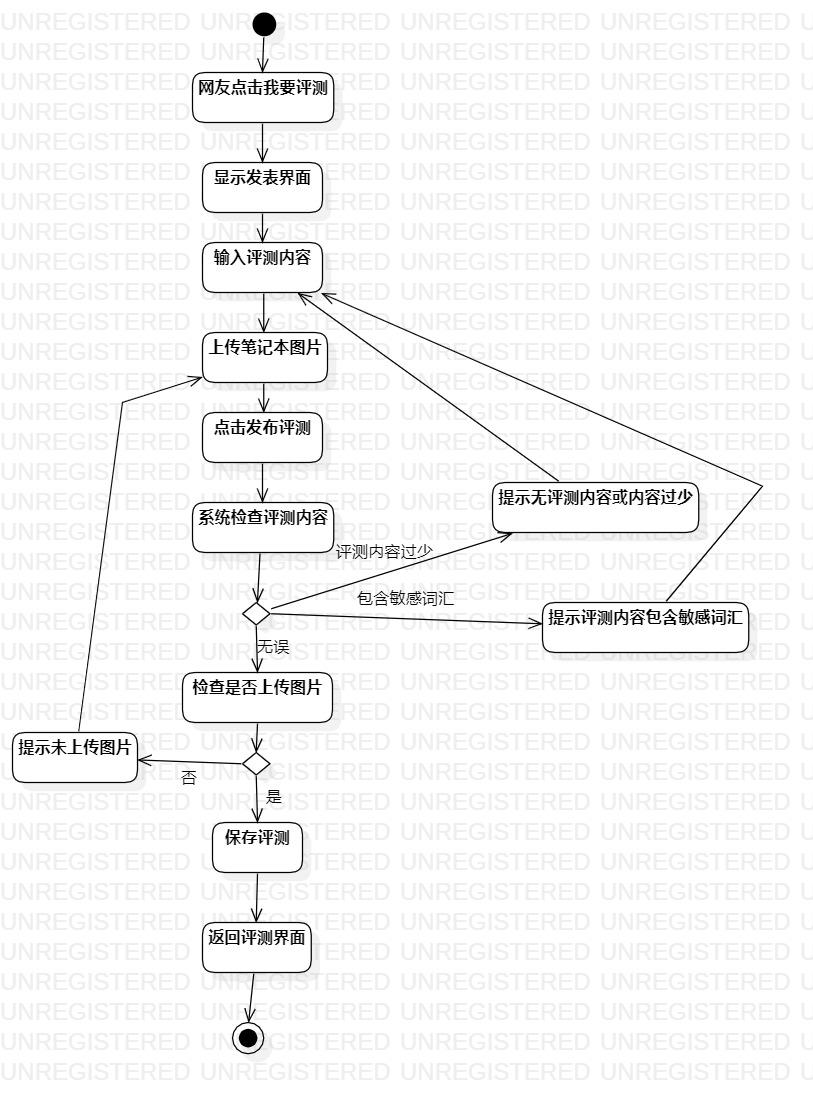 网友点击我要评测
显示发表界面
输入评测内容
上传笔记本图片
点击发布评测
提示无评测内容或内容过少
系统检查评测内容
评测内容过少
包含敏感词汇
提示评测内容包含敏感词汇
无误
检查是否上传图片
提示未上传图片
否
是
保存评测
返回评测界面
UNREGISTERED